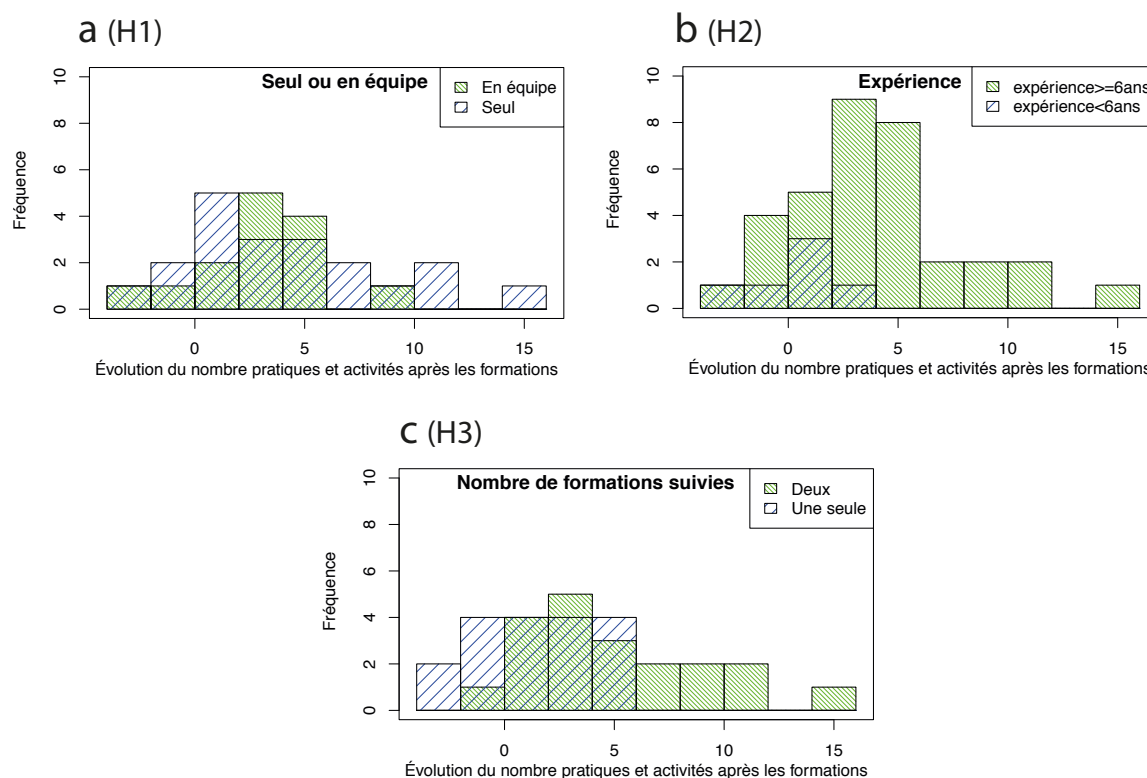 a (H1)
Seul ou en équipe
En équipe
Seul
Fréquence
10
8
6
4
2
0
0 5 10 15
Évolution du nombre pratiques et activités après les formations
b (H2)
Expérience
expérience>=6ans
expérience<6ans
Fréquence
10
8
6
4
2
0
0 5 10 15
Évolution du nombre pratiques et activités après les formations
c (H3)
Nombre de formations suivies
Deux
Une seule
Fréquence
10
8
6
4
2
0
0 5 10 15
Évolution du nombre pratiques et activités après les formations